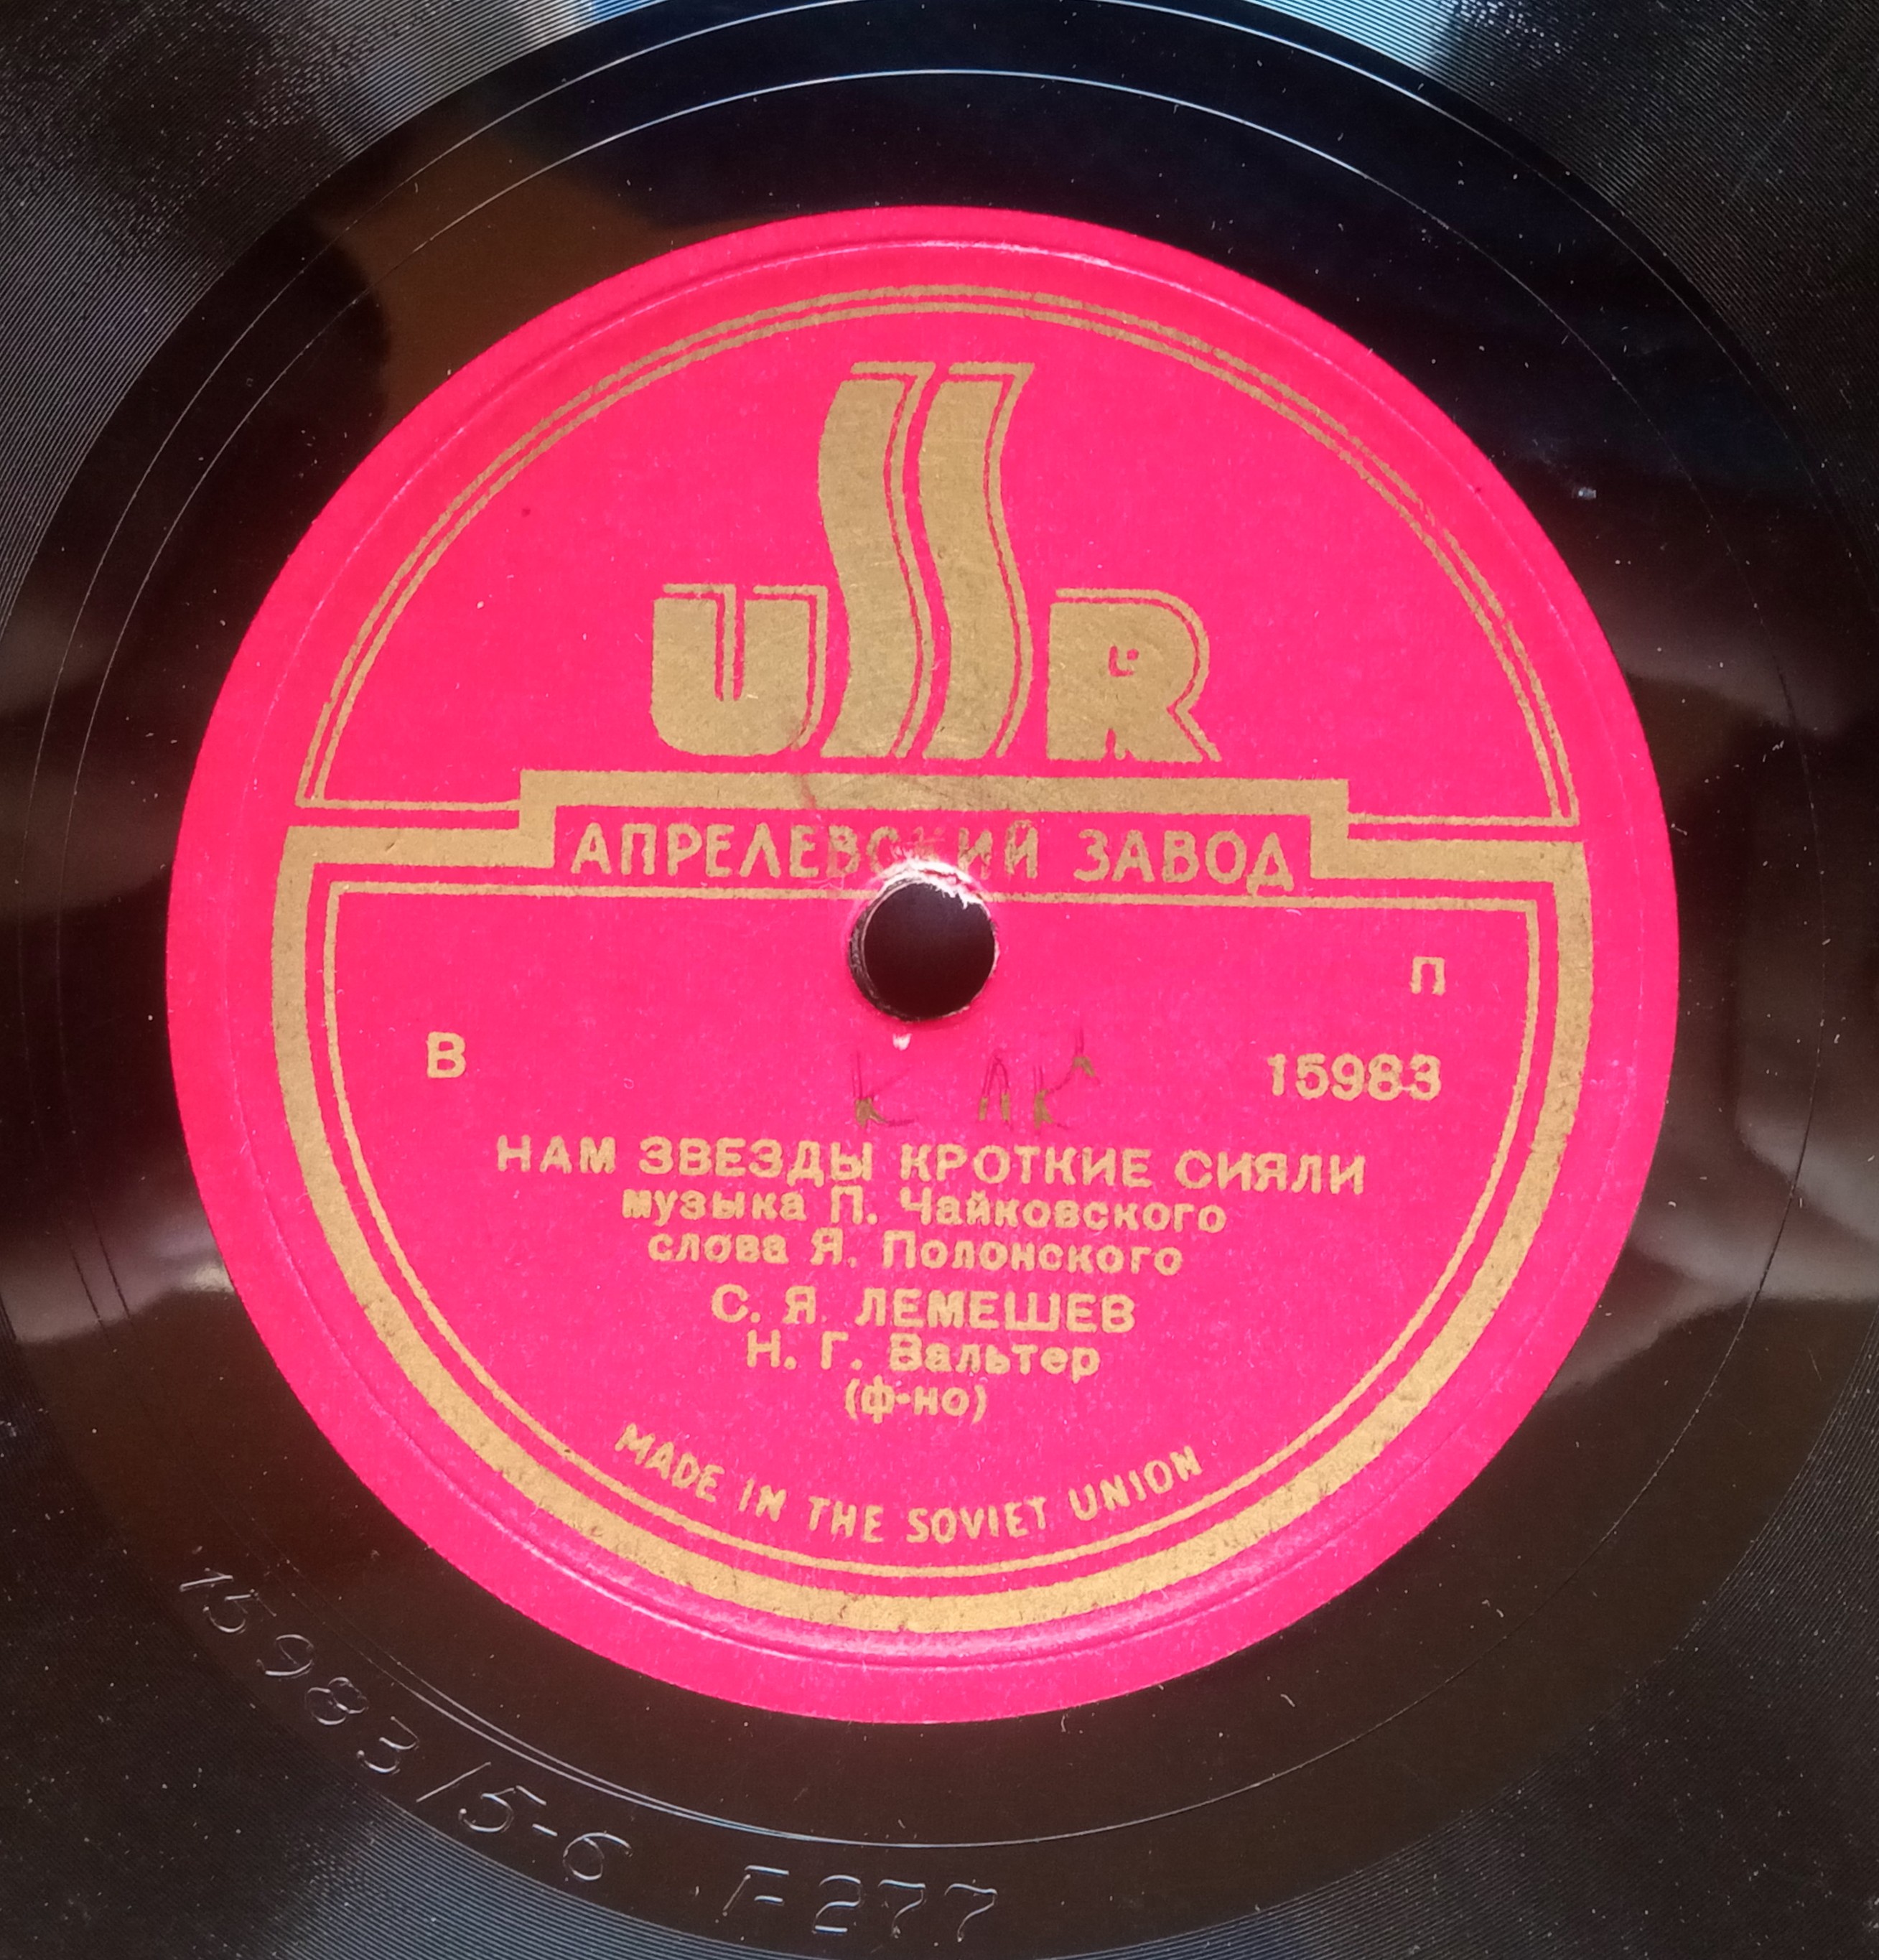 USSR
АПРЕЛЕВСКИЙ ЗАВОД
П
В 15983
НАМ ЗВЕЗДЫ КРОТКИЕ СИЯЛИ
музыка П. Чайковского
слова Я. Полонского
С. Я. ЛЕМЕШЕВ
Н. Г. Вальтер
(ф-но)
MADE IN THE SOVIET UNION
15983/5-6 F277